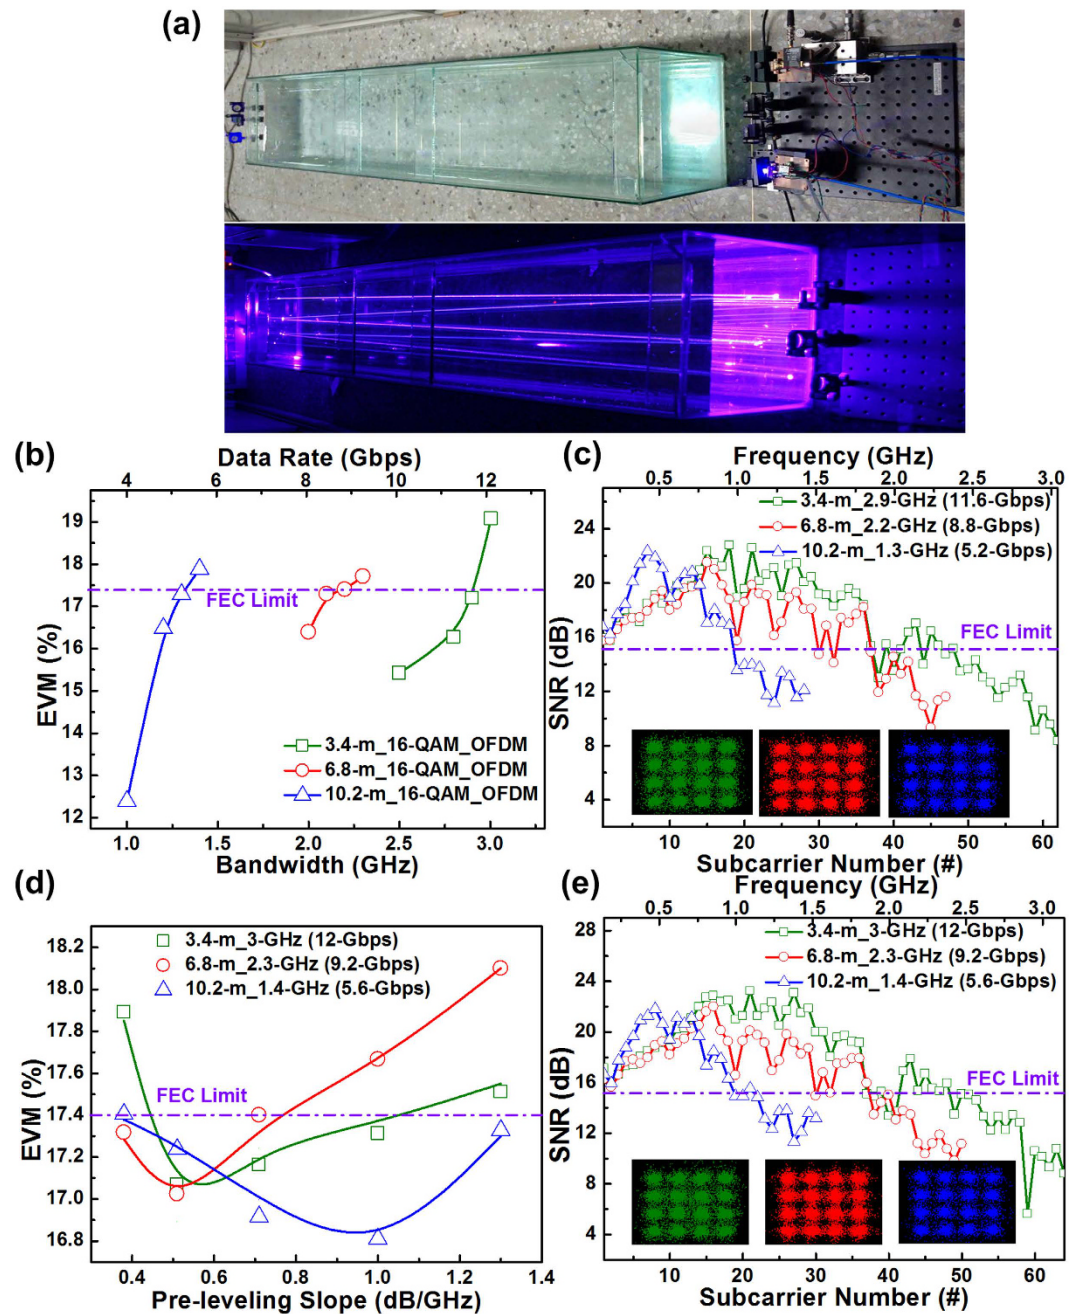 (a)
(b)
Data Rate (Gbps)
4 6 8 10 12
EVM (%)
19
18
17
16
15
14
13
12
FEC Limit
3.4-m_16-QAM_OFDM
6.8-m_16-QAM_OFDM
10.2-m_16-QAM_OFDM
1.0 1.5 2.0 2.5 3.0
Bandwidth (GHz)
(c)
Frequency (GHz)
0.5 1.0 1.5 2.0 2.5 3.0
SNR (dB)
24
20
16
12
8
4
3.4-m_2.9-GHz (11.6-Gbps)
6.8-m_2.2-GHz (8.8-Gbps)
10.2-m_1.3-GHz (5.2-Gbps)
FEC Limit
10 20 30 40 50 60
Subcarrier Number (#)
(d)
EVM (%)
18.2
18.0
17.8
17.6
17.4
17.2
17.0
16.8
3.4-m_3-GHz (12-Gbps)
6.8-m_2.3-GHz (9.2-Gbps)
10.2-m_1.4-GHz (5.6-Gbps)
FEC Limit
0.4 0.6 0.8 1.0 1.2 1.4
Pre-leveling Slope (dB/GHz)
(e)
Frequency (GHz)
0.5 1.0 1.5 2.0 2.5 3.0
SNR (dB)
28
24
20
16
12
8
4
3.4-m_3-GHz (12-Gbps)
6.8-m_2.3-GHz (9.2-Gbps)
10.2-m_1.4-GHz (5.6-Gbps)
FEC Limit
10 20 30 40 50 60
Subcarrier Number (#)